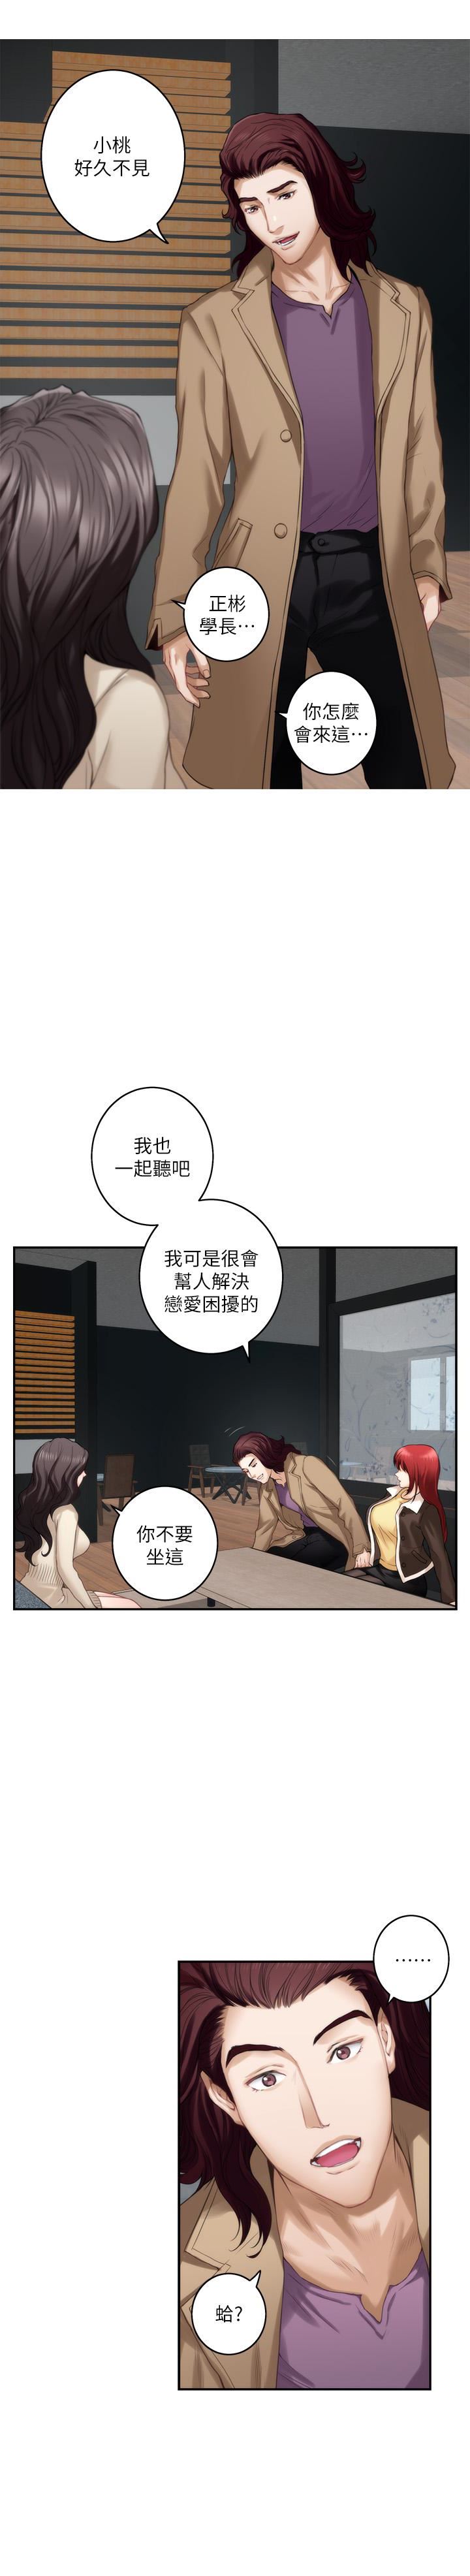 小桃
好久不見
正彬
學長…
你怎麼
會來這…
我也
一起聽吧
我可是很會
幫人解決
戀愛困擾的
你不要
坐這
……
蛤?